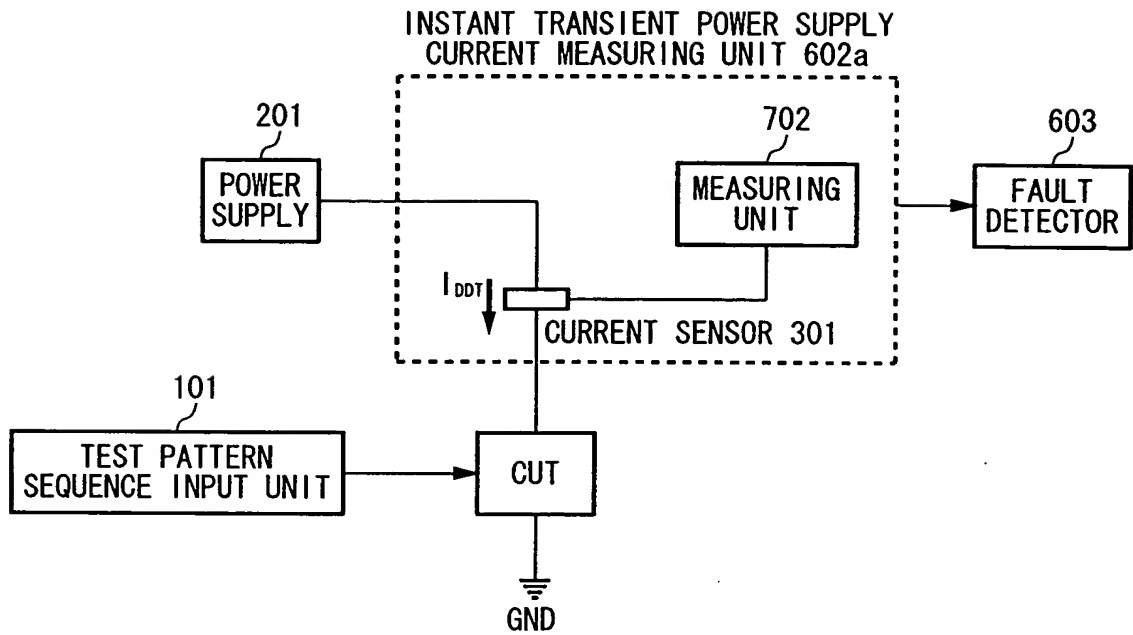 INSTANT TRANSIENT POWER SUPPLY
CURRENT MEASURING UNIT 602a
201
702
603
POWER
SUPPLY
MEASURING
UNIT
FAULT
DETECTOR
IDDT
CURRENT SENSOR 301
101
TEST PATTERN
SEQUENCE INPUT UNIT
CUT
GND